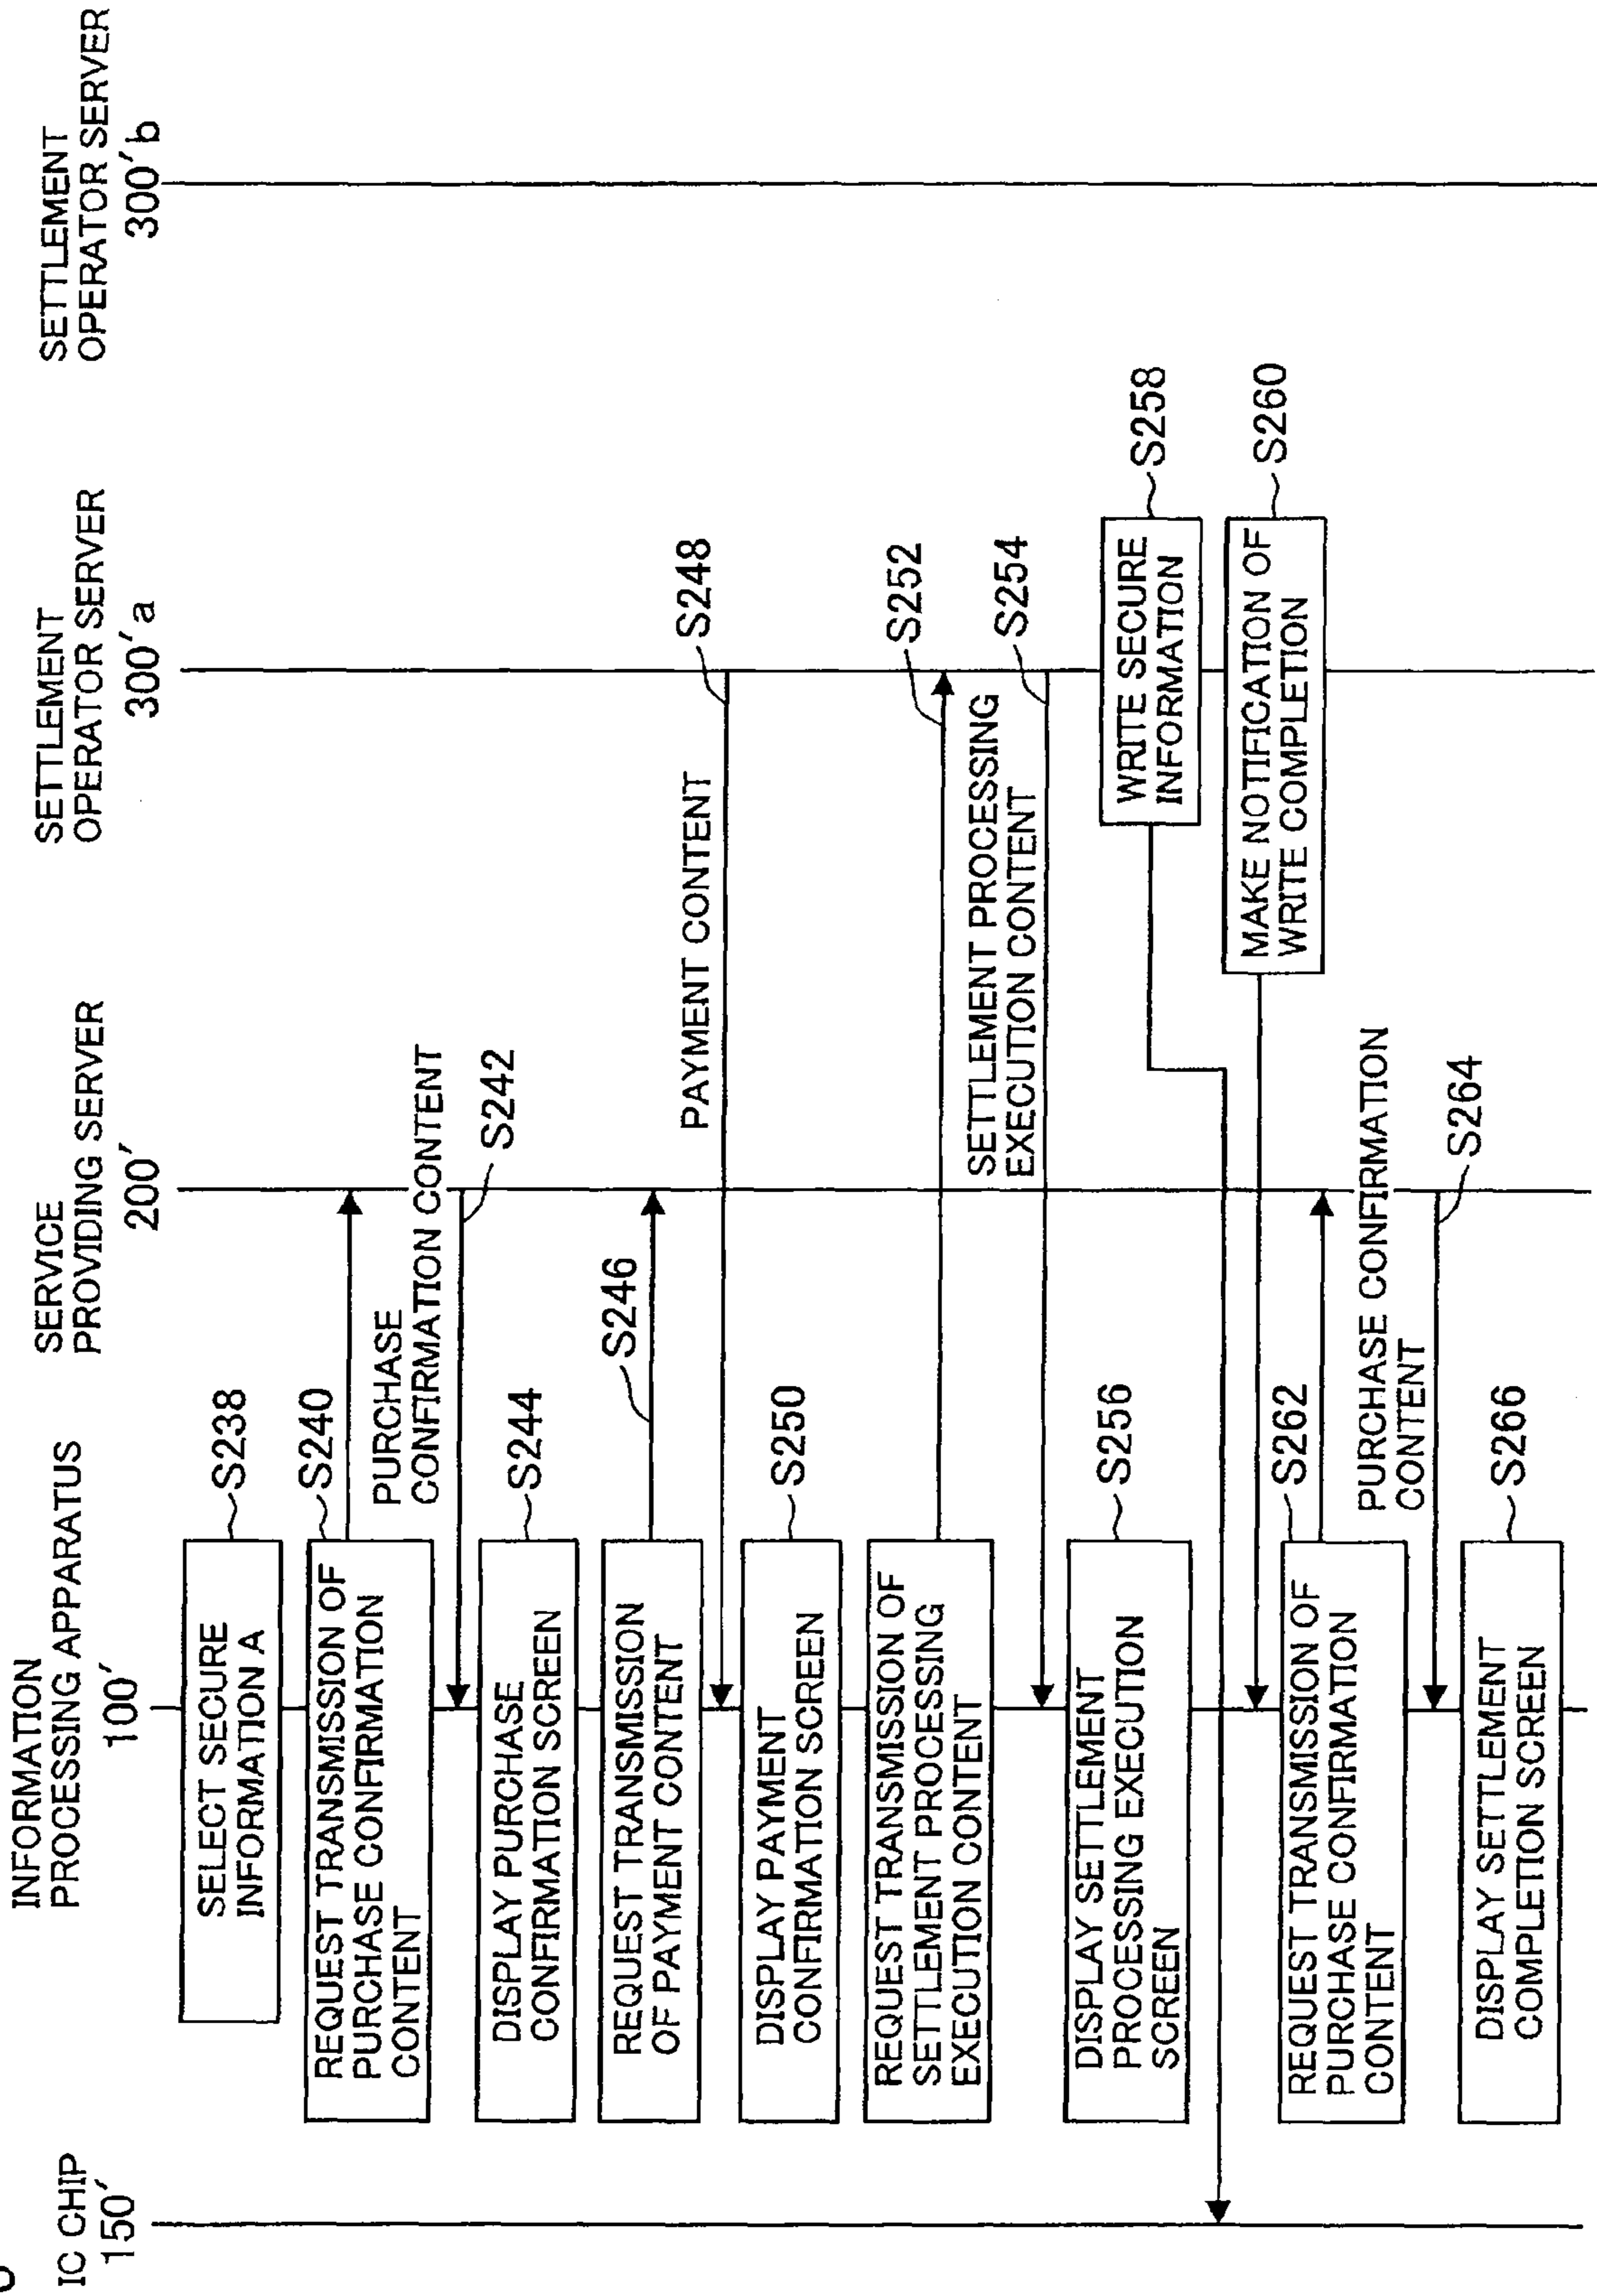 IC CHIP
150′
INFORMATION
PROCESSING APPARATUS
100′
SERVICE
PROVIDING SERVER
200′
SETTLEMENT
OPERATOR SERVER
300′a
SETTLEMENT
OPERATOR SERVER
300′b
SELECT SECURE
INFORMATION A
S238
REQUEST TRANSMISSION OF
PURCHASE CONFIRMATION
CONTENT
S240
PURCHASE
CONFIRMATION CONTENT
S242
DISPLAY PURCHASE
CONFIRMATION SCREEN
S244
REQUEST TRANSMISSION
OF PAYMENT CONTENT
S246
PAYMENT CONTENT
S248
DISPLAY PAYMENT
CONFIRMATION SCREEN
S250
REQUEST TRANSMISSION OF
SETTLEMENT PROCESSING
EXECUTION CONTENT
S252
SETTLEMENT PROCESSING
EXECUTION CONTENT
S254
DISPLAY SETTLEMENT
PROCESSING EXECUTION
SCREEN
S256
WRITE SECURE
INFORMATION
S258
MAKE NOTIFICATION OF
WRITE COMPLETION
S260
REQUEST TRANSMISSION OF
PURCHASE CONFIRMATION
CONTENT
S262
PURCHASE CONFIRMATION
CONTENT
S264
DISPLAY SETTLEMENT
COMPLETION SCREEN
S266